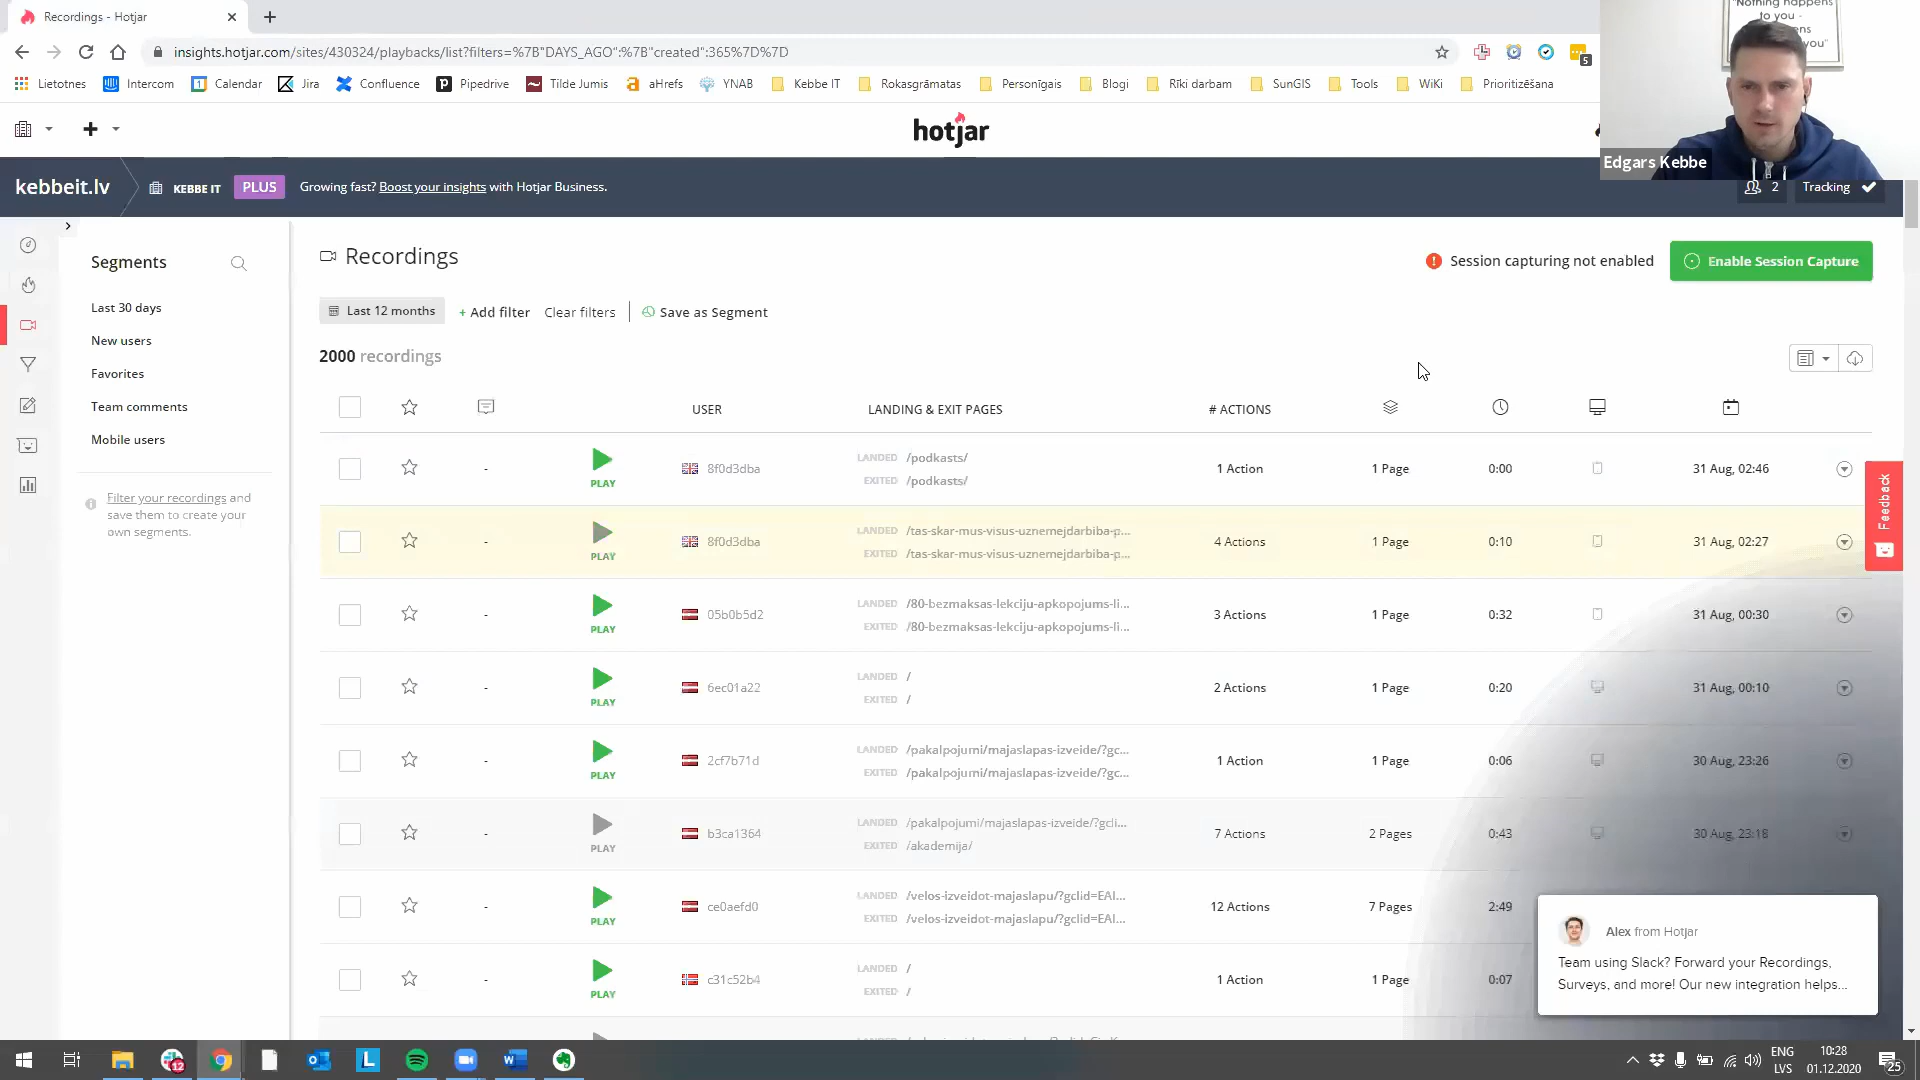 Recordings - Hotjar
"Nothing happens
to you -
you"
insights.hotjar.com/sites/430324/playbacks/list?filters=%7B"DAYS_AGO":%7B"created":365%7D%7D
5
Lietotnes Intercom Calendar Jira Confluence Pipedrive Tilde Jumis aHrefs YNAB Kebbe IT Rokasgrāmatas Personīgais Blogi Rīki darbam SunGIS Tools WiKi Prioritizēšana
hotjar
Edgars Kebbe
kebbeit.lv KEBBE IT PLUS Growing fast? Boost your insights with Hotjar Business. 2 Tracking
Segments
Last 30 days
New users
Favorites
Team comments
Mobile users
Filter your recordings and
save them to create your
own segments.
Recordings
Session capturing not enabled Enable Session Capture
Last 12 months + Add filter Clear filters Save as Segment
2000 recordings
USER LANDING & EXIT PAGES # ACTIONS
PLAY 8f0d3dba LANDED /podkasts/ 1 Action 1 Page 0:00 31 Aug, 02:46
EXITED /podkasts/
PLAY 8f0d3dba LANDED /tas-skar-mus-visus-uznemejdarbiba-p... 4 Actions 1 Page 0:10 31 Aug, 02:27
EXITED /tas-skar-mus-visus-uznemejdarbiba-p...
PLAY 05b0b5d2 LANDED /80-bezmaksas-lekciju-apkopojums-li... 3 Actions 1 Page 0:32 31 Aug, 00:30
EXITED /80-bezmaksas-lekciju-apkopojums-li...
PLAY 6ec01a22 LANDED / 2 Actions 1 Page 0:20 31 Aug, 00:10
EXITED /
PLAY 2cf7b71d LANDED /pakalpojumi/majaslapas-izveide/?gc... 1 Action 1 Page 0:06 30 Aug, 23:26
EXITED /pakalpojumi/majaslapas-izveide/?gc...
PLAY b3ca1364 LANDED /pakalpojumi/majaslapas-izveide/?gcli... 7 Actions 2 Pages 0:43 30 Aug, 23:18
EXITED /akademija/
PLAY ce0aefd0 LANDED /velos-izveidot-majaslapu/?gclid=EAI... 12 Actions 7 Pages 2:49
EXITED /velos-izveidot-majaslapu/?gclid=EAI...
PLAY c31c52b4 LANDED / 1 Action 1 Page 0:07
EXITED /
Feedback
Alex from Hotjar
Team using Slack? Forward your Recordings,
Surveys, and more! Our new integration helps...
12
ENG
LVS
10:28
01.12.2020
25